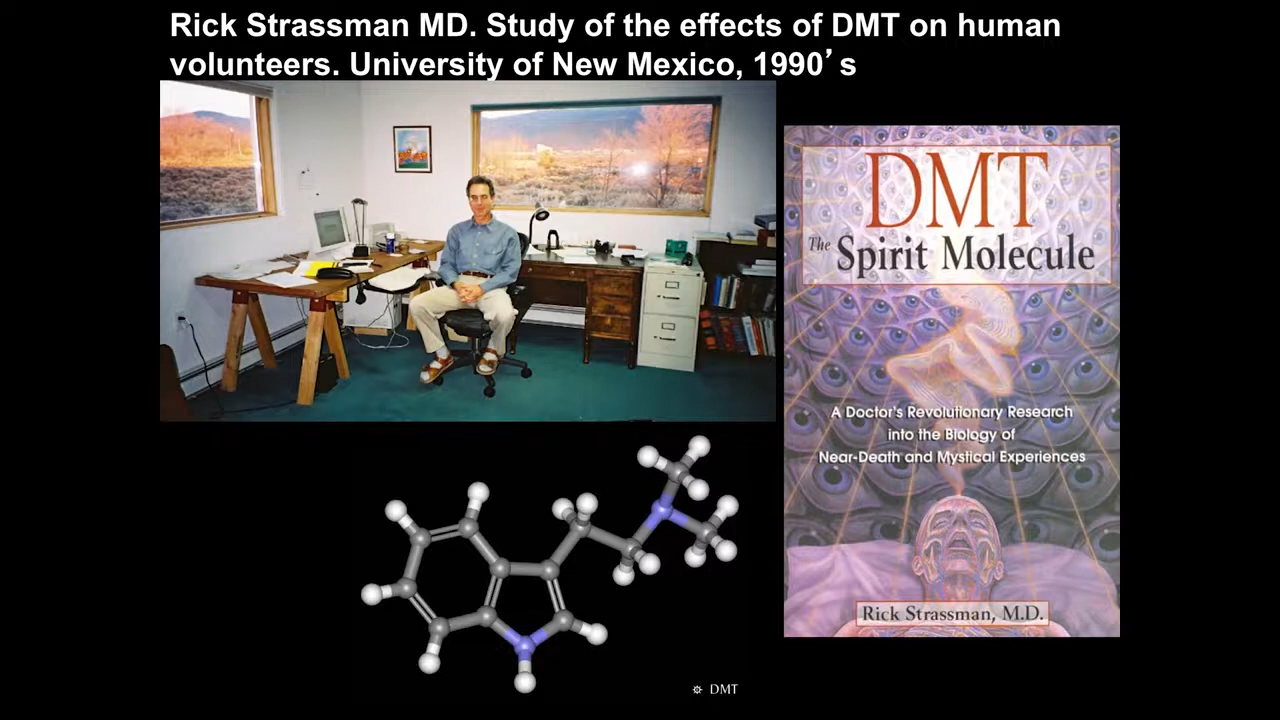 Rick Strassman MD. Study of the effects of DMT on human
volunteers. University of New Mexico, 1990's
DMT
The Spirit Molecule
A Doctor's Revolutionary Research
into the Biology of
Near-Death and Mystical Experiences
Rick Strassman, M.D.
DMT